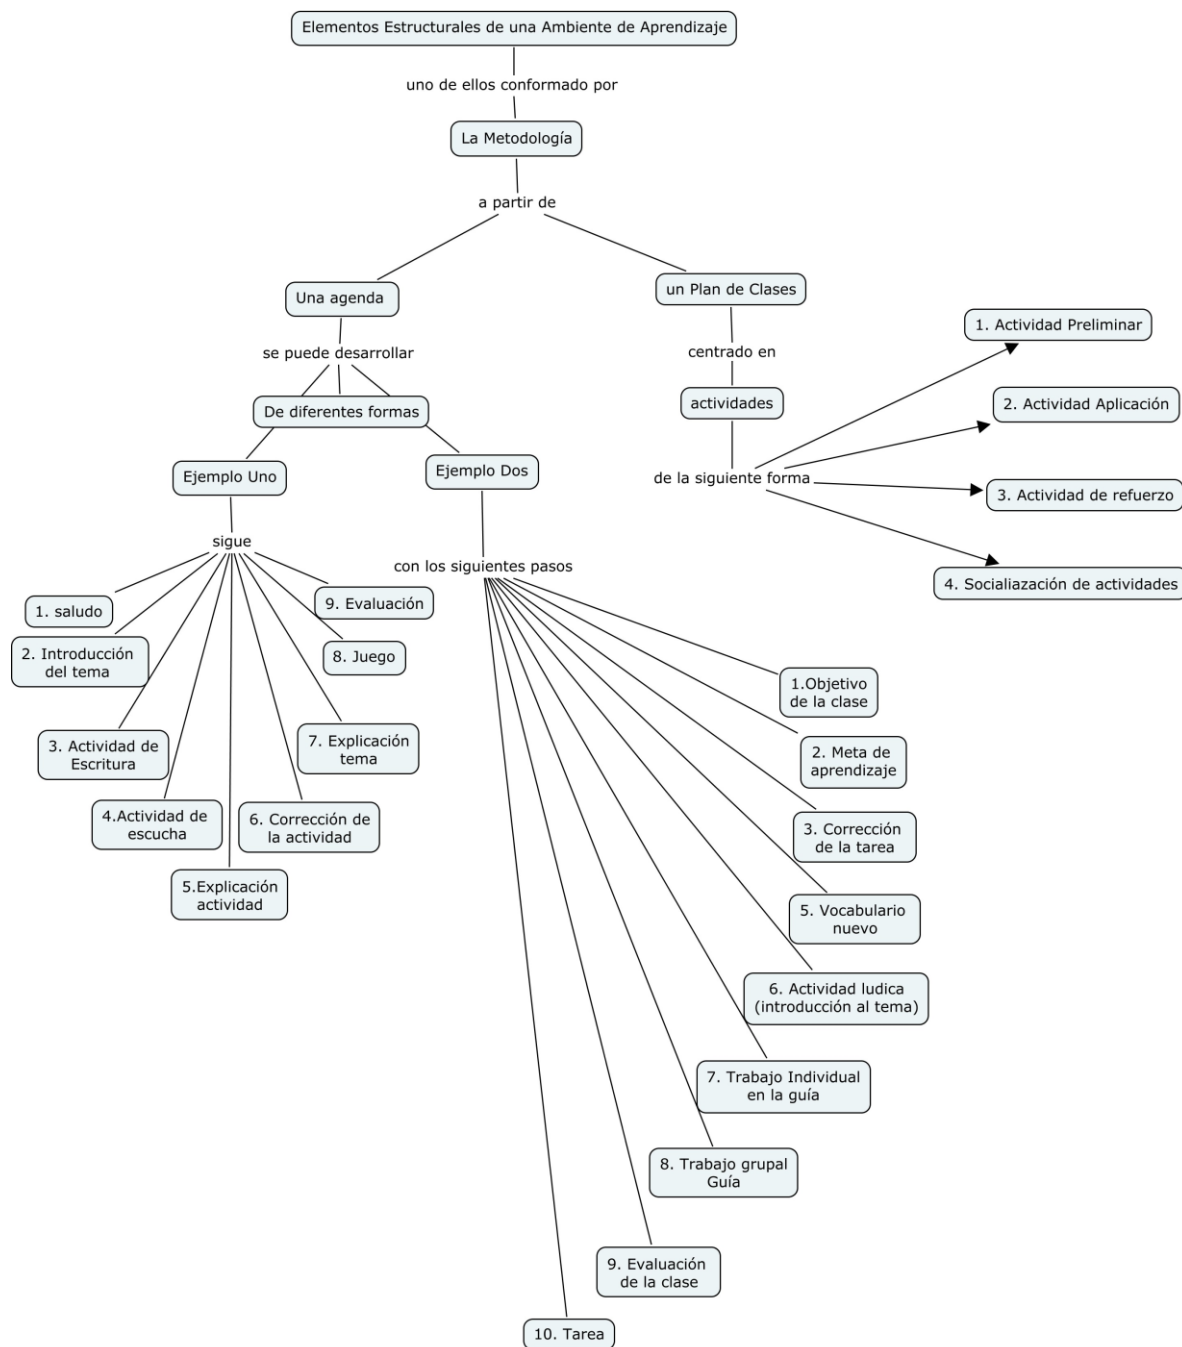 Elementos Estructurales de una Ambiente de Aprendizaje
uno de ellos conformado por
La Metodología
a partir de
Una agenda
se puede desarrollar
De diferentes formas
Ejemplo Uno
sigue
1. saludo
2. Introducción
del tema
3. Actividad de
Escritura
4.Actividad de
escucha
5.Explicación
actividad
6. Corrección de
la actividad
7. Explicación
tema
8. Juego
9. Evaluación
Ejemplo Dos
con los siguientes pasos
1.Objetivo
de la clase
2. Meta de
aprendizaje
3. Corrección
de la tarea
5. Vocabulario
nuevo
6. Actividad ludica
(introducción al tema)
7. Trabajo Individual
en la guía
8. Trabajo grupal
Guía
9. Evaluación
de la clase
10. Tarea
un Plan de Clases
centrado en
actividades
de la siguiente forma
1. Actividad Preliminar
2. Actividad Aplicación
3. Actividad de refuerzo
4. Socialiazación de actividades